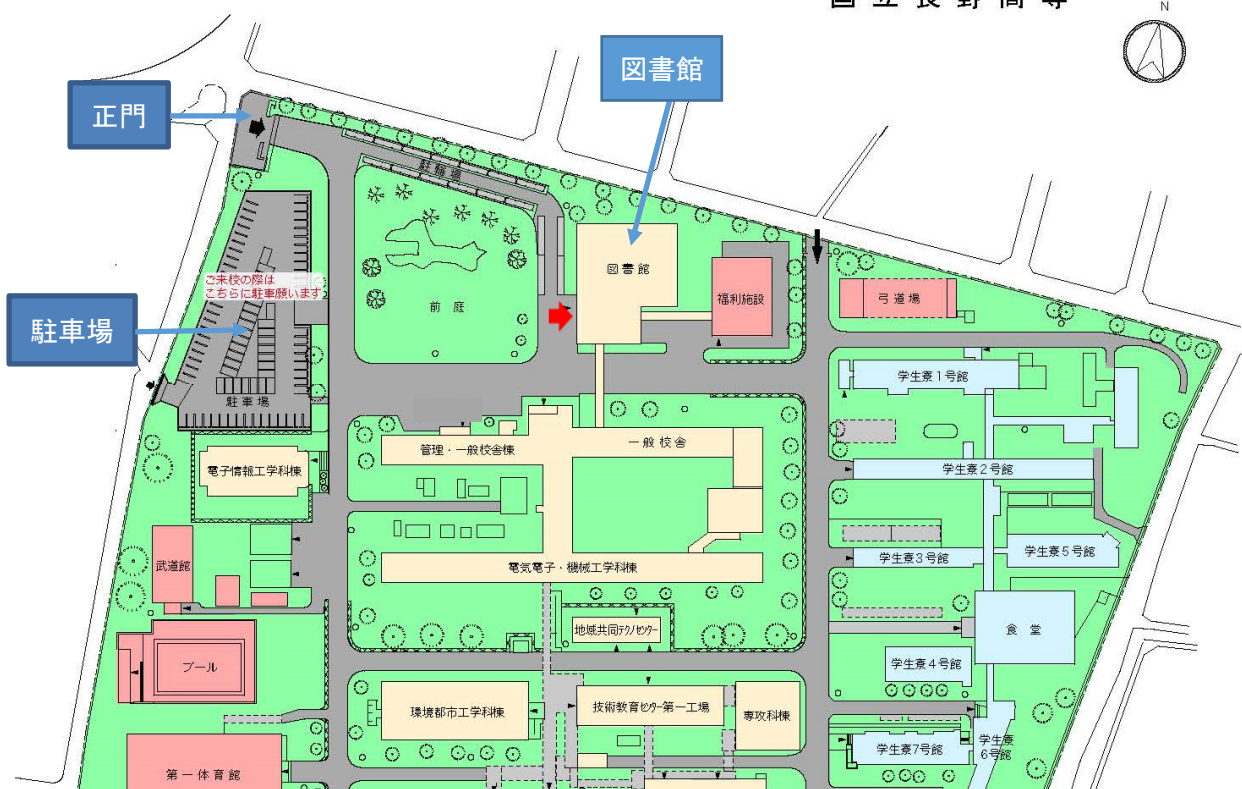 国立長野高専
N
図書館
正門
駐輪場
図書館
ご来校の際は
こちらに駐車願います
福利施設
弓道場
前庭
駐車場
学生寮1号館
駐車場
管理・一般校舎棟
一般校舎
電子情報工学科棟
学生寮2号館
学生寮3号館
学生寮5号館
武道館
電気電子・機械工学科棟
地域共同テクノセンター
食堂
プール
学生寮4号館
環境都市工学科棟
技術教育センター第一工場
専攻科棟
学生寮7号館
学生寮
6号館
第一体育館